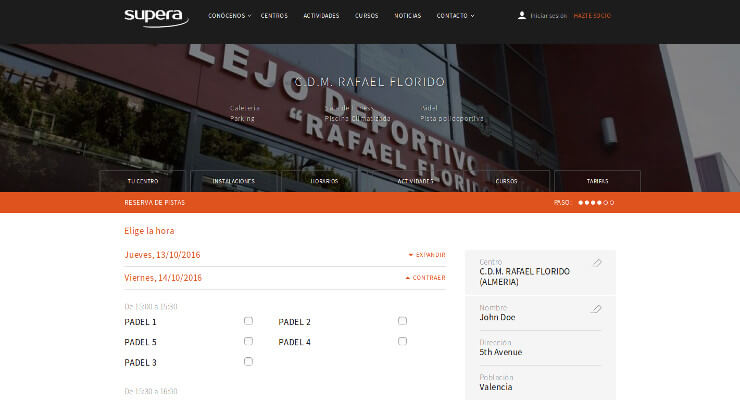 supera
CONÓCENOS CENTROS ACTIVIDADES CURSOS NOTICIAS CONTACTO
Iniciar sesión HAZTE SOCIO
LEJO DEPORTIVO
"RAFAEL FLORIDO
C.D.M. RAFAEL FLORIDO
Cafetería Sala de fitness Pádel
Parking Piscina Climatizada Pista polideportiva
TU CENTRO INSTALACIONES HORARIOS ACTIVIDADES CURSOS TARIFAS
RESERVA DE PISTAS PASO:
Elige la hora
Jueves, 13/10/2016 EXPANDIR
Viernes, 14/10/2016 CONTRAER
De 15:00 a 15:30
PADEL 1 PADEL 2
PADEL 5 PADEL 4
PADEL 3
De 15:30 a 16:00
Centro
C.D.M. RAFAEL FLORIDO
(ALMERIA)
Nombre
John Doe
Dirección
5th Avenue
Población
Valencia